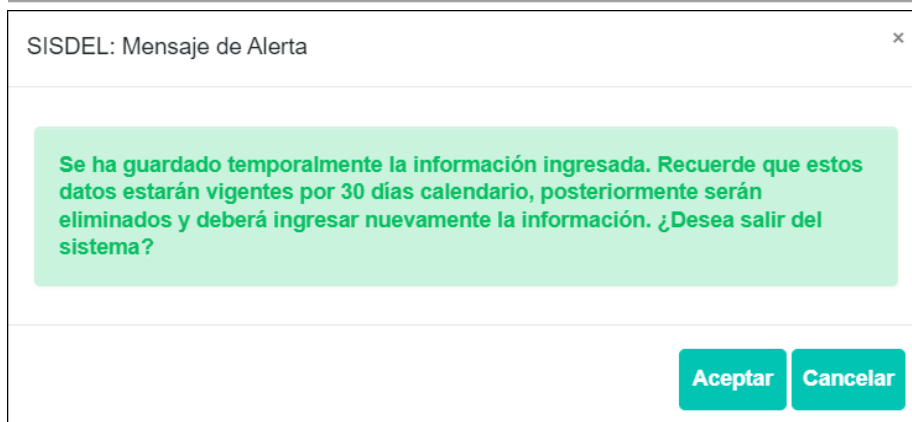 SISDEL: Mensaje de Alerta ×
Se ha guardado temporalmente la información ingresada. Recuerde que estos
datos estarán vigentes por 30 días calendario, posteriormente serán
eliminados y deberá ingresar nuevamente la información. ¿Desea salir del
sistema?
Aceptar Cancelar